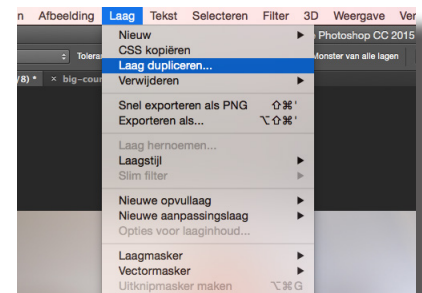 Afbeelding Laag Tekst Selecteren Filter 3D Weergave
Photoshop CC 2015
Nieuw
CSS kopiëren
Monster van alle lagen
Laag dupliceren...
/8) * × big-cour
Verwijderen
Snel exporteren als PNG ⇧⌘'
Exporteren als... ⌥⇧⌘'
Laag hernoemen...
Laagstijl
Slim filter
Nieuwe opvullaag
Nieuwe aanpassingslaag
Opties voor laaginhoud...
Laagmasker
Vectormasker
Uitknipmasker maken ⌥⌘G